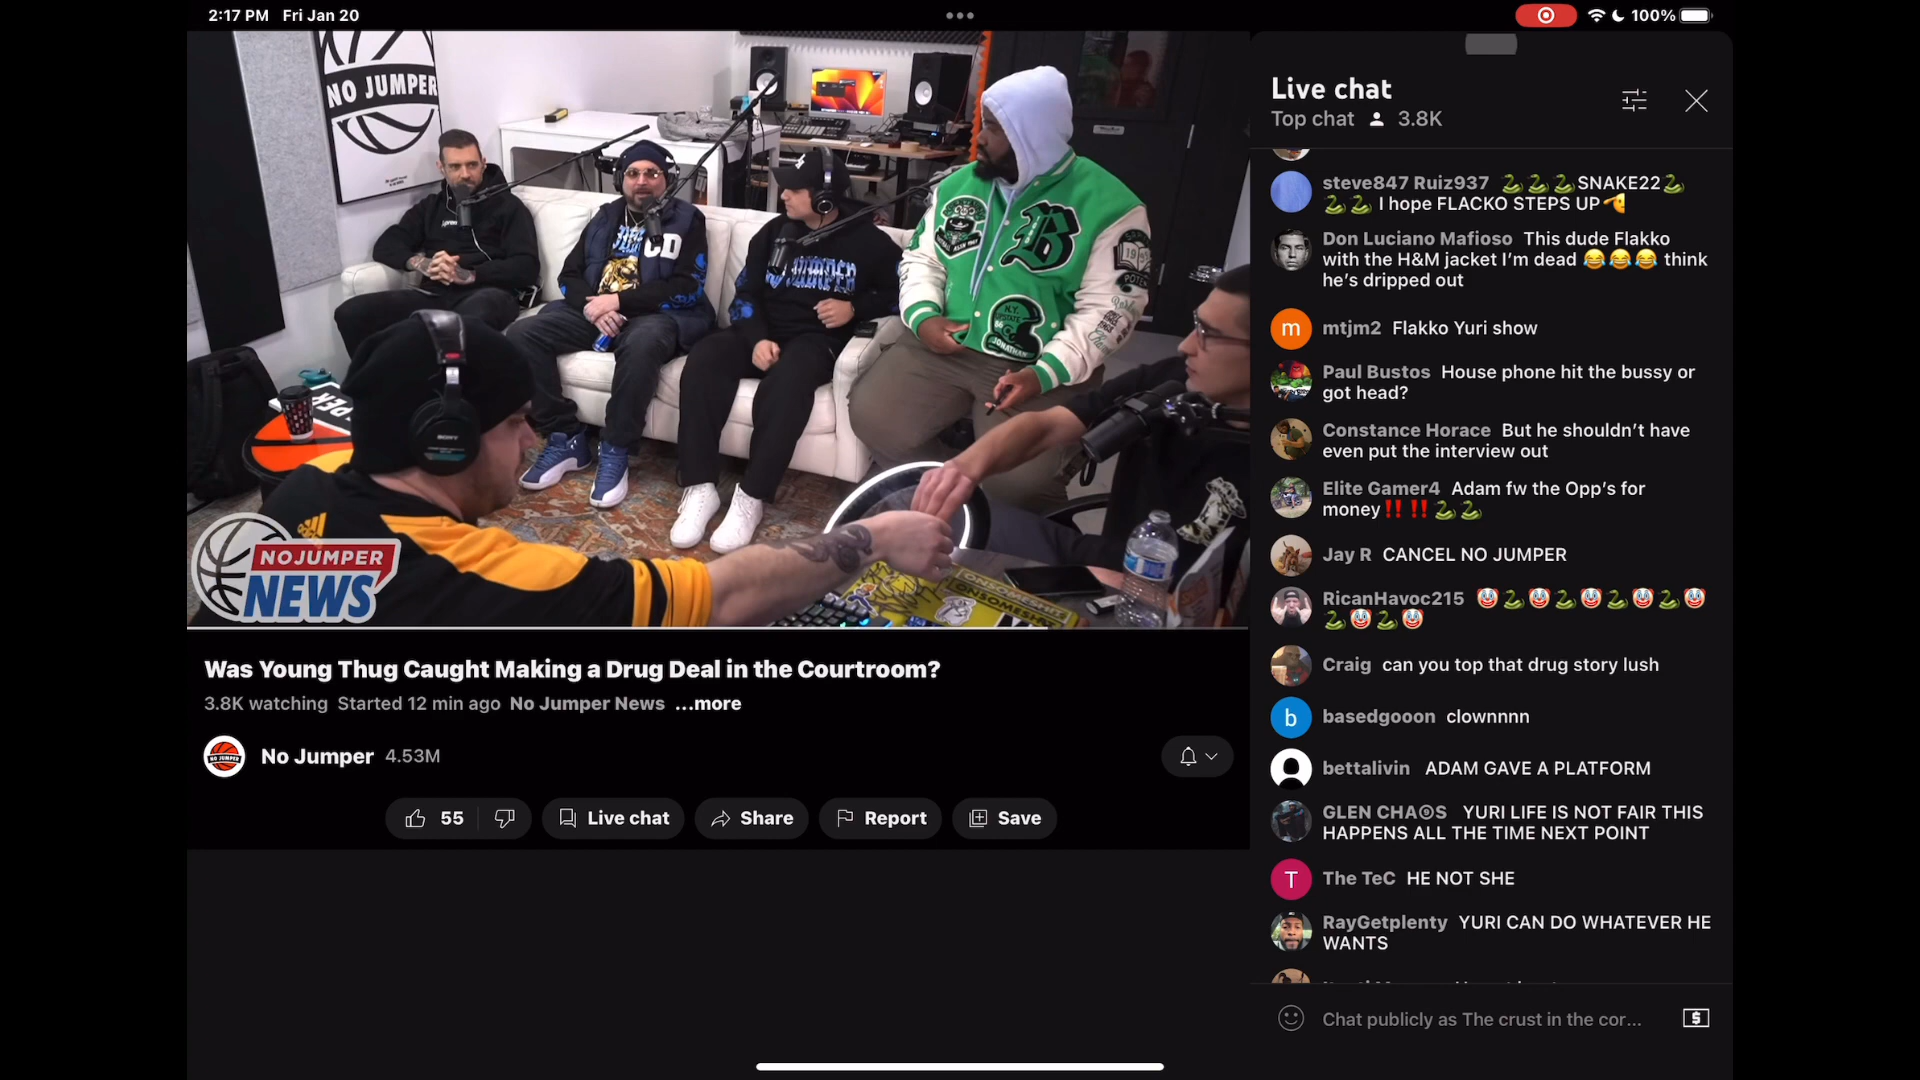 2:17 PM Fri Jan 20
100%
NO JUMPER
CD
NO JUMPER
B
N.Y.
UPSTATE
JONATHAN
SONY
NOJUMPER
NEWS
Was Young Thug Caught Making a Drug Deal in the Courtroom?
3.8K watching Started 12 min ago No Jumper News ...more
No Jumper 4.53M
55
Live chat
Share
Report
Save
Live chat
Top chat 3.8K
steve847 Ruiz937 🐍🐍🐍SNAKE22🐍
🐍🐍 I hope FLACKO STEPS UP🫡
Don Luciano Mafioso This dude Flakko
with the H&M jacket I’m dead 😂😂😂 think
he’s dripped out
m
mtjm2 Flakko Yuri show
Paul Bustos House phone hit the bussy or
got head?
Constance Horace But he shouldn’t have
even put the interview out
Elite Gamer4 Adam fw the Opp’s for
money‼️‼️🐍🐍
Jay R CANCEL NO JUMPER
RicanHavoc215 🤡🐍🤡🐍🤡🐍🤡🐍🤡
🐍🤡🐍🤡
Craig can you top that drug story lush
b
basedgooon clownnnn
bettalivin ADAM GAVE A PLATFORM
GLEN CHA⊙S YURI LIFE IS NOT FAIR THIS
HAPPENS ALL THE TIME NEXT POINT
T
The TeC HE NOT SHE
RayGetplenty YURI CAN DO WHATEVER HE
WANTS
Chat publicly as The crust in the cor...